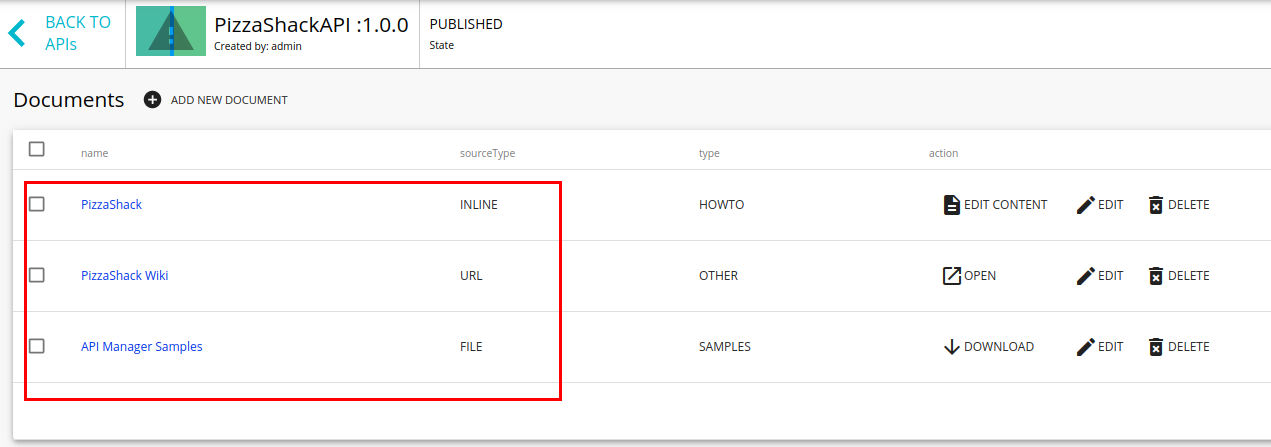 BACK TO
APIs
PizzaShackAPI :1.0.0
Created by: admin
PUBLISHED
State
Documents ADD NEW DOCUMENT
name sourceType type action
PizzaShack INLINE HOWTO EDIT CONTENT EDIT DELETE
PizzaShack Wiki URL OTHER OPEN EDIT DELETE
API Manager Samples FILE SAMPLES DOWNLOAD EDIT DELETE